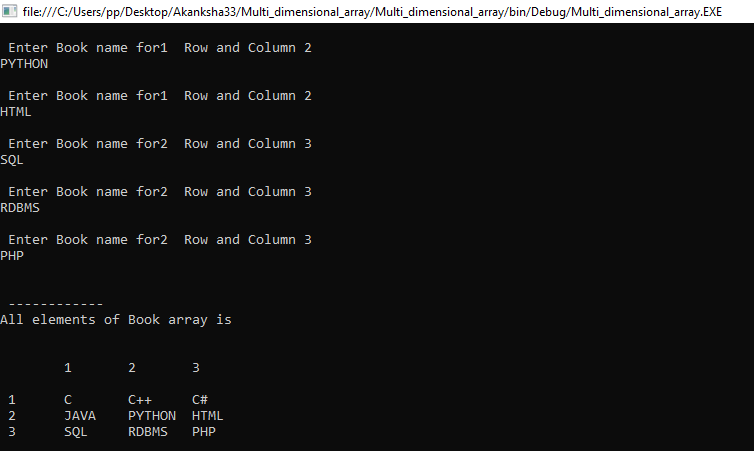 file:///C:/Users/pp/Desktop/Akanksha33/Multi_dimensional_array/Multi_dimensional_array/bin/Debug/Multi_dimensional_array.EXE
Enter Book name for1  Row and Column 2
PYTHON
Enter Book name for1  Row and Column 2
HTML
Enter Book name for2  Row and Column 3
SQL
Enter Book name for2  Row and Column 3
RDBMS
Enter Book name for2  Row and Column 3
PHP
------------
All elements of Book array is
1 2 3
1 C C++ C#
2 JAVA PYTHON HTML
3 SQL RDBMS PHP